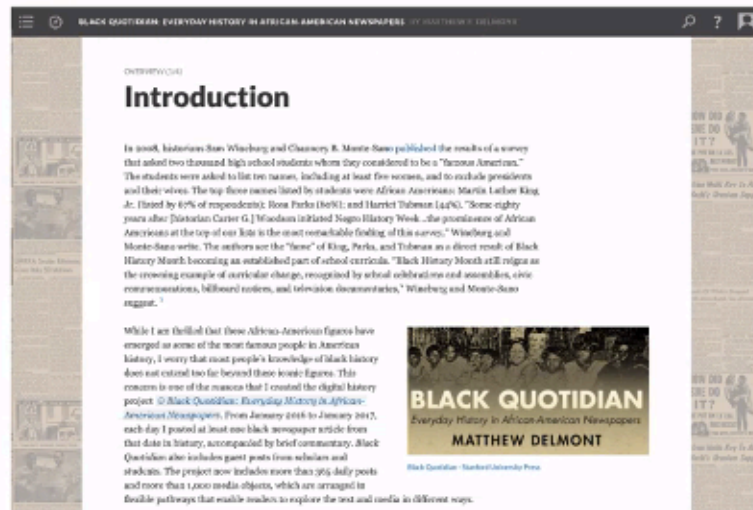 BLACK QUOTIDIAN: EVERYDAY HISTORY IN AFRICAN-AMERICAN NEWSPAPERS BY MATTHEW F. DELMONT
Introduction
In 2008, historians Sam Wineburg and Chauncey B. Monte-Sano published the results of a survey
that asked two thousand high school students whom they considered to be a "famous American."
The students were asked to list ten names, including at least five women, and to exclude presidents
and their wives. The top three names listed by students were African Americans: Martin Luther King
Jr. (listed by 67% of respondents); Rosa Parks (60%); and Harriet Tubman (44%). "Some eighty
years after [historian Carter G.] Woodson initiated Negro History Week ..the prominence of African
Americans at the top of our lists is the most remarkable finding of this survey," Wineburg and
Monte-Sano write. The authors see the "fame" of King, Parks, and Tubman as a direct result of Black
History Month becoming an established part of school curricula. "Black History Month still reigns as
the crowning example of curricular change, recognized by school celebrations and assemblies, civic
commemorations, billboard notices, and television documentaries," Wineburg and Monte-Sano
suggest. 1
While I am thrilled that these African-American figures have
emerged as some of the most famous people in American
history, I worry that most people's knowledge of black history
does not extend too far beyond these iconic figures. This
concern is one of the reasons that I created the digital history
project Black Quotidian: Everyday History in African-
American Newspapers. From January 2016 to January 2017,
each day I posted at least one black newspaper article from
that date in history, accompanied by brief commentary. Black
Quotidian also includes guest posts from scholars and
students. The project now includes more than 365 daily posts
and more than 1,000 media objects, which are arranged in
flexible pathways that enable readers to explore the text and media in different ways.
BLACK QUOTIDIAN
Everyday History in African-American Newspapers
MATTHEW DELMONT
Black Quotidian - Stanford University Press